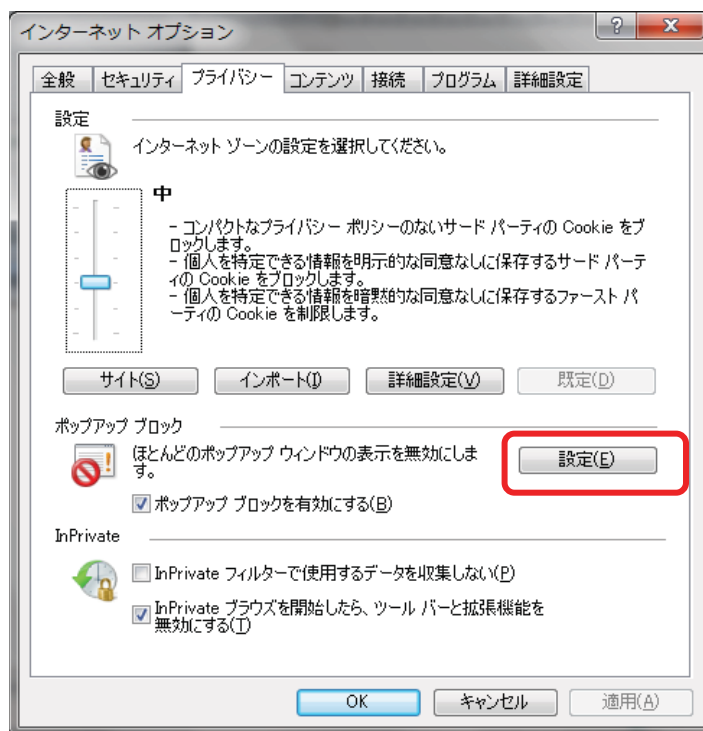 インターネット オプション
全般 セキュリティ プライバシー コンテンツ 接続 プログラム 詳細設定
設定
インターネット ゾーンの設定を選択してください。
中
- コンパクトなプライバシー ポリシーのないサード パーティの Cookie をブ
ロックします。
- 個人を特定できる情報を明示的な同意なしに保存するサード パーテ
ィの Cookie をブロックします。
- 個人を特定できる情報を暗黙的な同意なしに保存するファースト パ
ーティの Cookie を制限します。
サイト(S) インポート(I) 詳細設定(V) 既定(D)
ポップアップ ブロック
ほとんどのポップアップ ウィンドウの表示を無効にしま
す。
設定(E)
ポップアップ ブロックを有効にする(B)
InPrivate
InPrivate フィルターで使用するデータを収集しない(P)
InPrivate ブラウズを開始したら、ツール バーと拡張機能を
無効にする(T)
OK キャンセル 適用(A)